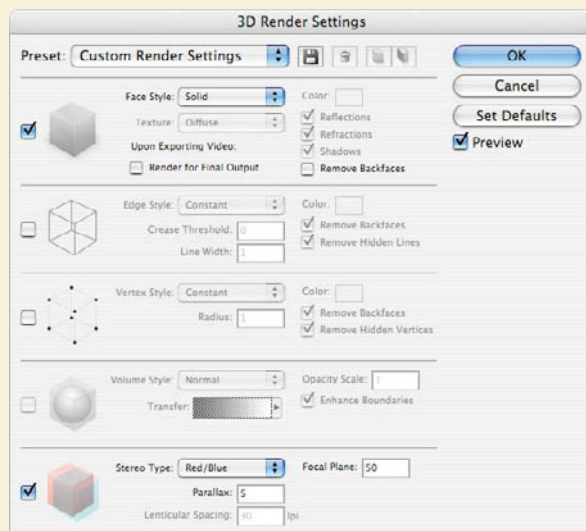 3D Render Settings
Preset: Custom Render Settings
OK
Cancel
Set Defaults
Preview
Face Style: Solid
Color:
Texture: Diffuse
Reflections
Refractions
Upon Exporting Video:
Shadows
Render for Final Output
Remove Backfaces
Edge Style: Constant
Color:
Crease Threshold: 0
Remove Backfaces
Line Width: 1
Remove Hidden Lines
Vertex Style: Constant
Color:
Radius: 1
Remove Backfaces
Remove Hidden Vertices
Volume Style: Normal
Opacity Scale: 1
Transfer:
Enhance Boundaries
Stereo Type: Red/Blue
Focal Plane: 50
Parallax: 5
Lenticular Spacing: lpi